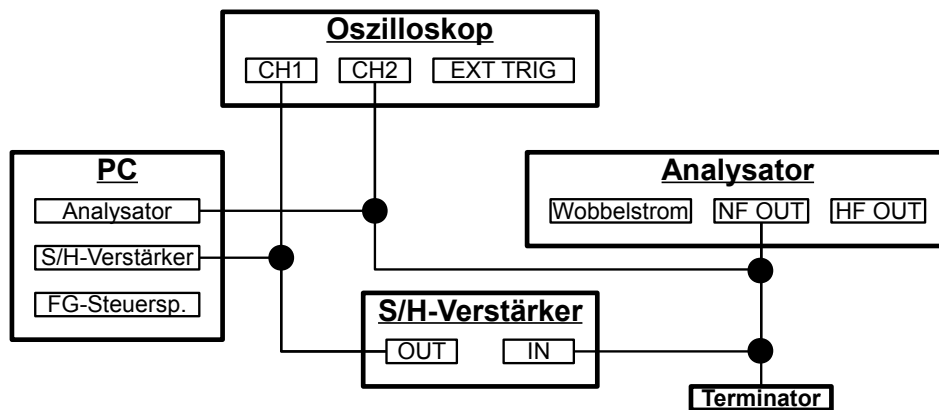 Oszilloskop
CH1 CH2 EXT TRIG
PC
Analysator
S/H-Verstärker
FG-Steuersp.
Analysator
Wobbelstrom NF OUT HF OUT
S/H-Verstärker
OUT IN
Terminator